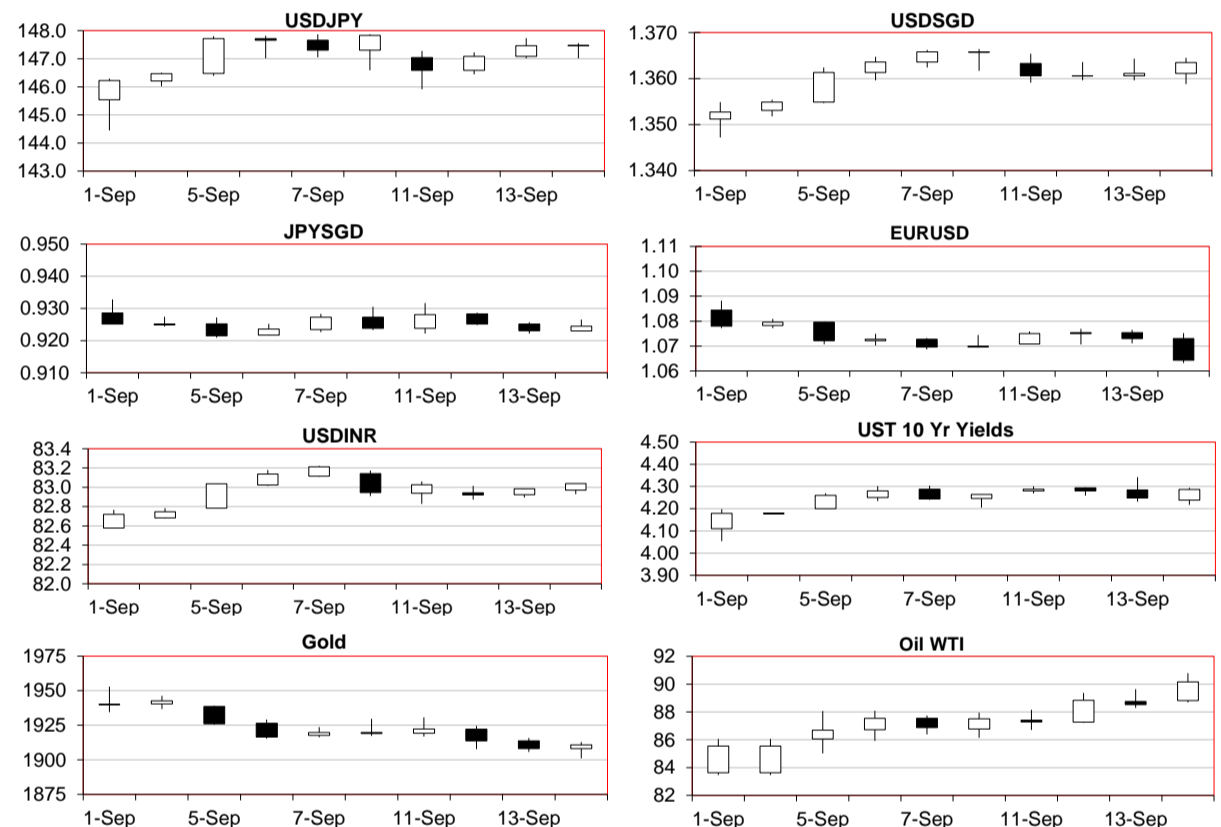 USDJPY
148.0
147.0
146.0
145.0
144.0
143.0
1-Sep 5-Sep 7-Sep 11-Sep 13-Sep
USDSGD
1.370
1.360
1.350
1.340
1-Sep 5-Sep 7-Sep 11-Sep 13-Sep
JPYSGD
0.950
0.940
0.930
0.920
0.910
1-Sep 5-Sep 7-Sep 11-Sep 13-Sep
EURUSD
1.11
1.10
1.09
1.08
1.07
1.06
1-Sep 5-Sep 7-Sep 11-Sep 13-Sep
USDINR
83.4
83.2
83.0
82.8
82.6
82.4
82.2
82.0
1-Sep 5-Sep 7-Sep 11-Sep 13-Sep
UST 10 Yr Yields
4.50
4.40
4.30
4.20
4.10
4.00
3.90
1-Sep 5-Sep 7-Sep 11-Sep 13-Sep
Gold
1975
1950
1925
1900
1875
1-Sep 5-Sep 7-Sep 11-Sep 13-Sep
Oil WTI
92
90
88
86
84
82
1-Sep 5-Sep 7-Sep 11-Sep 13-Sep